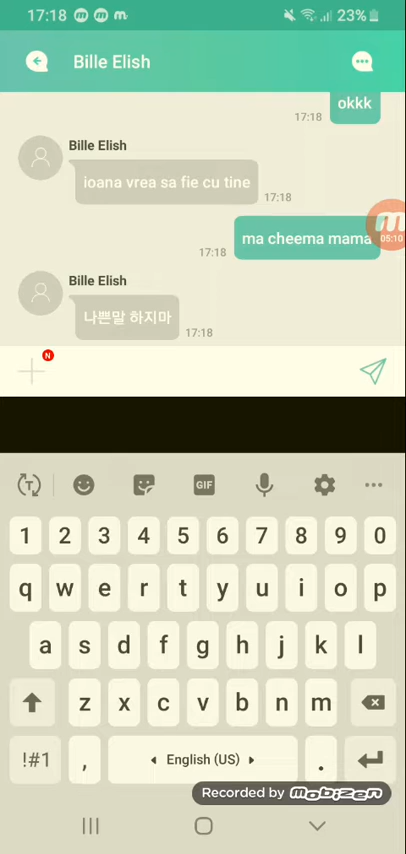 17:18
23%
Bille Elish
okkk
17:18
Bille Elish
ioana vrea sa fie cu tine
17:18
ma cheema mama
17:18
05:10
Bille Elish
나쁜말 하지마
17:18
N
T
GIF
1 2 3 4 5 6 7 8 9 0
q w e r t y u i o p
a s d f g h j k l
z x c v b n m
!#1 , English (US) .
Recorded by mobizen